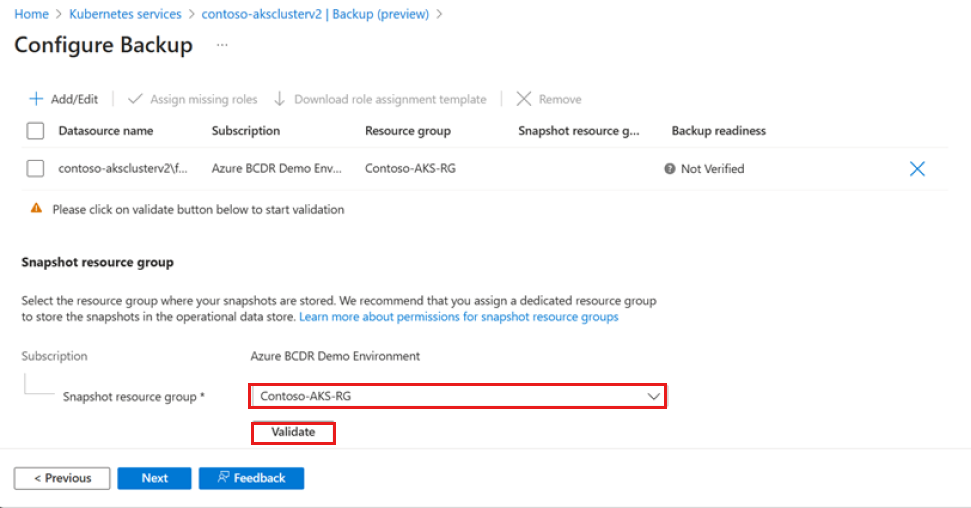 Home > Kubernetes services > contoso-aksclusterv2 | Backup (preview) >
Configure Backup ...
+ Add/Edit Assign missing roles Download role assignment template Remove
Datasource name Subscription Resource group Snapshot resource g... Backup readiness
contoso-aksclusterv2\f... Azure BCDR Demo Env... Contoso-AKS-RG Not Verified
Please click on validate button below to start validation
Snapshot resource group
Select the resource group where your snapshots are stored. We recommend that you assign a dedicated resource group
to store the snapshots in the operational data store. Learn more about permissions for snapshot resource groups
Subscription Azure BCDR Demo Environment
Snapshot resource group * Contoso-AKS-RG
Validate
< Previous Next Feedback